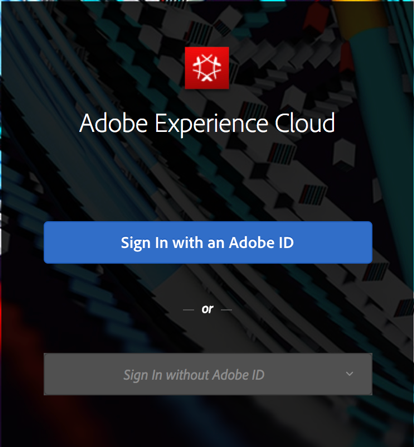 Adobe Experience Cloud
Sign In with an Adobe ID
— or —
Sign In without Adobe ID